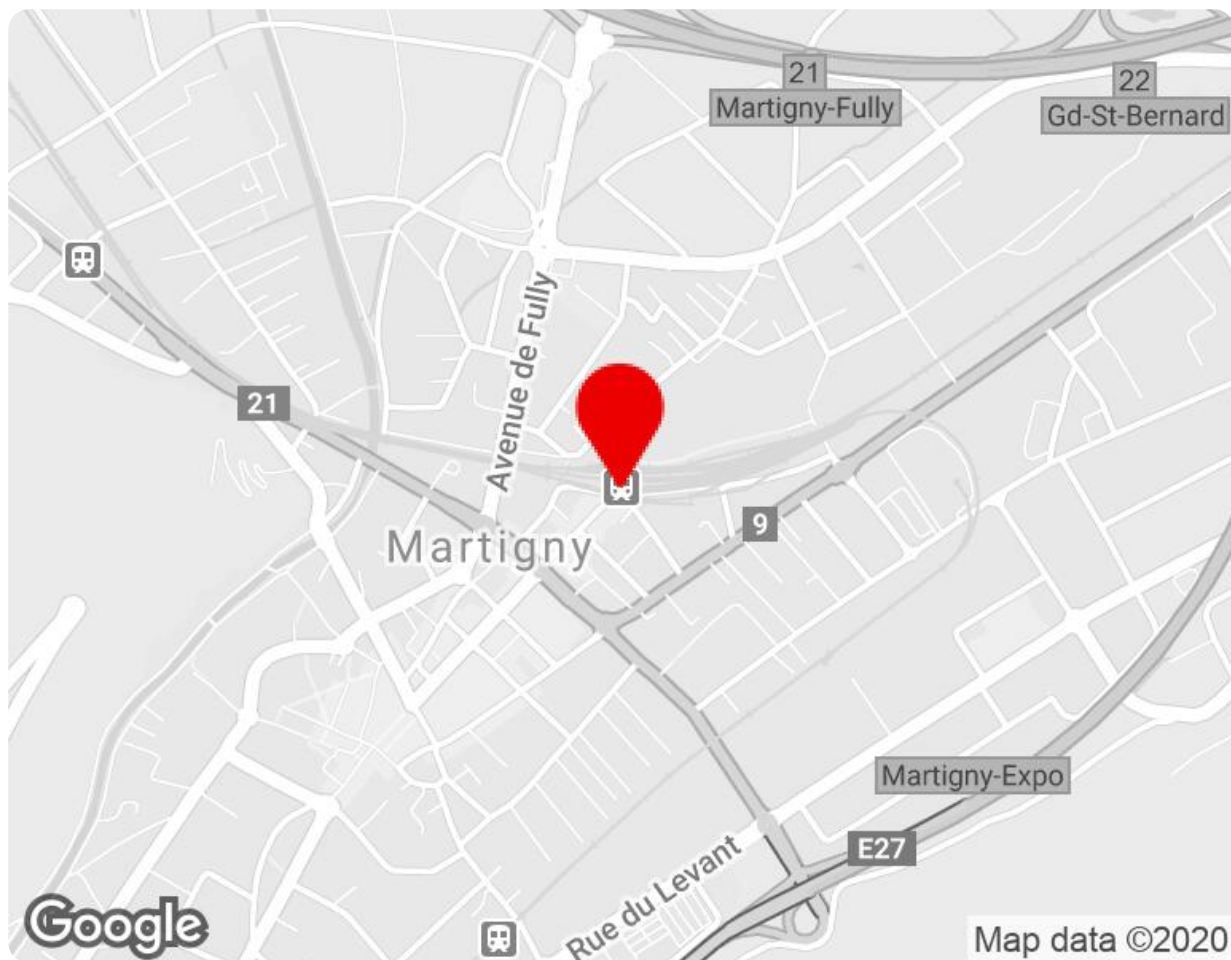 21
Martigny-Fully
22
Gd-St-Bernard
Avenue de Fully
21
9
Martigny
Martigny-Expo
E27
Rue du Levant
Google
Map data ©2020